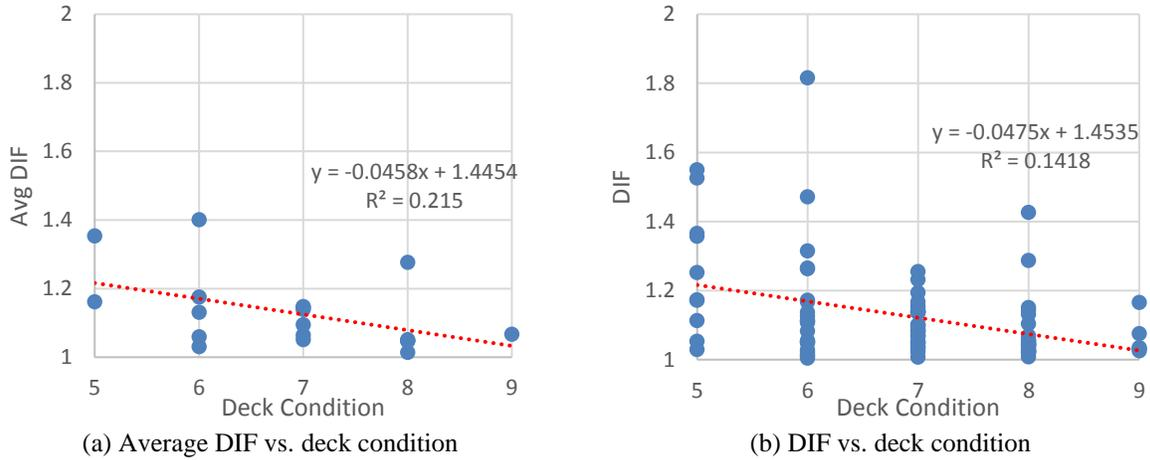 2
1.8
1.6
1.4
1.2
1
Avg DIF
y = -0.0458x + 1.4454
R² = 0.215
5 6 7 8 9
Deck Condition
(a) Average DIF vs. deck condition
2
1.8
1.6
1.4
1.2
1
DIF
y = -0.0475x + 1.4535
R² = 0.1418
5 6 7 8 9
Deck Condition
(b) DIF vs. deck condition